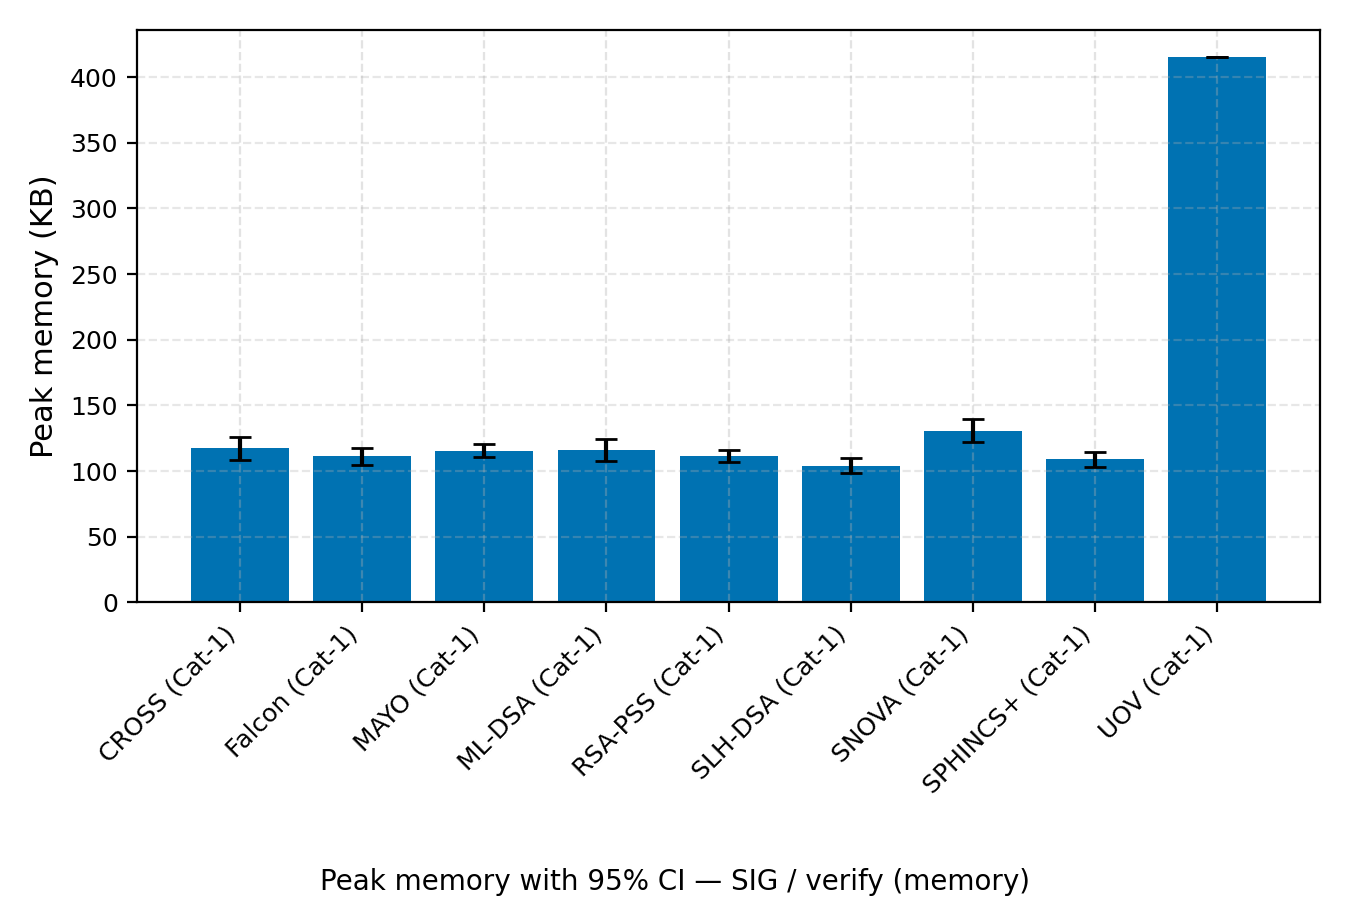 Peak memory (KB)
400
350
300
250
200
150
100
50
0
CROSS (Cat-1)
Falcon (Cat-1)
MAYO (Cat-1)
ML-DSA (Cat-1)
RSA-PSS (Cat-1)
SLH-DSA (Cat-1)
SNOVA (Cat-1)
SPHINCS+ (Cat-1)
UOV (Cat-1)
Peak memory with 95% CI — SIG / verify (memory)